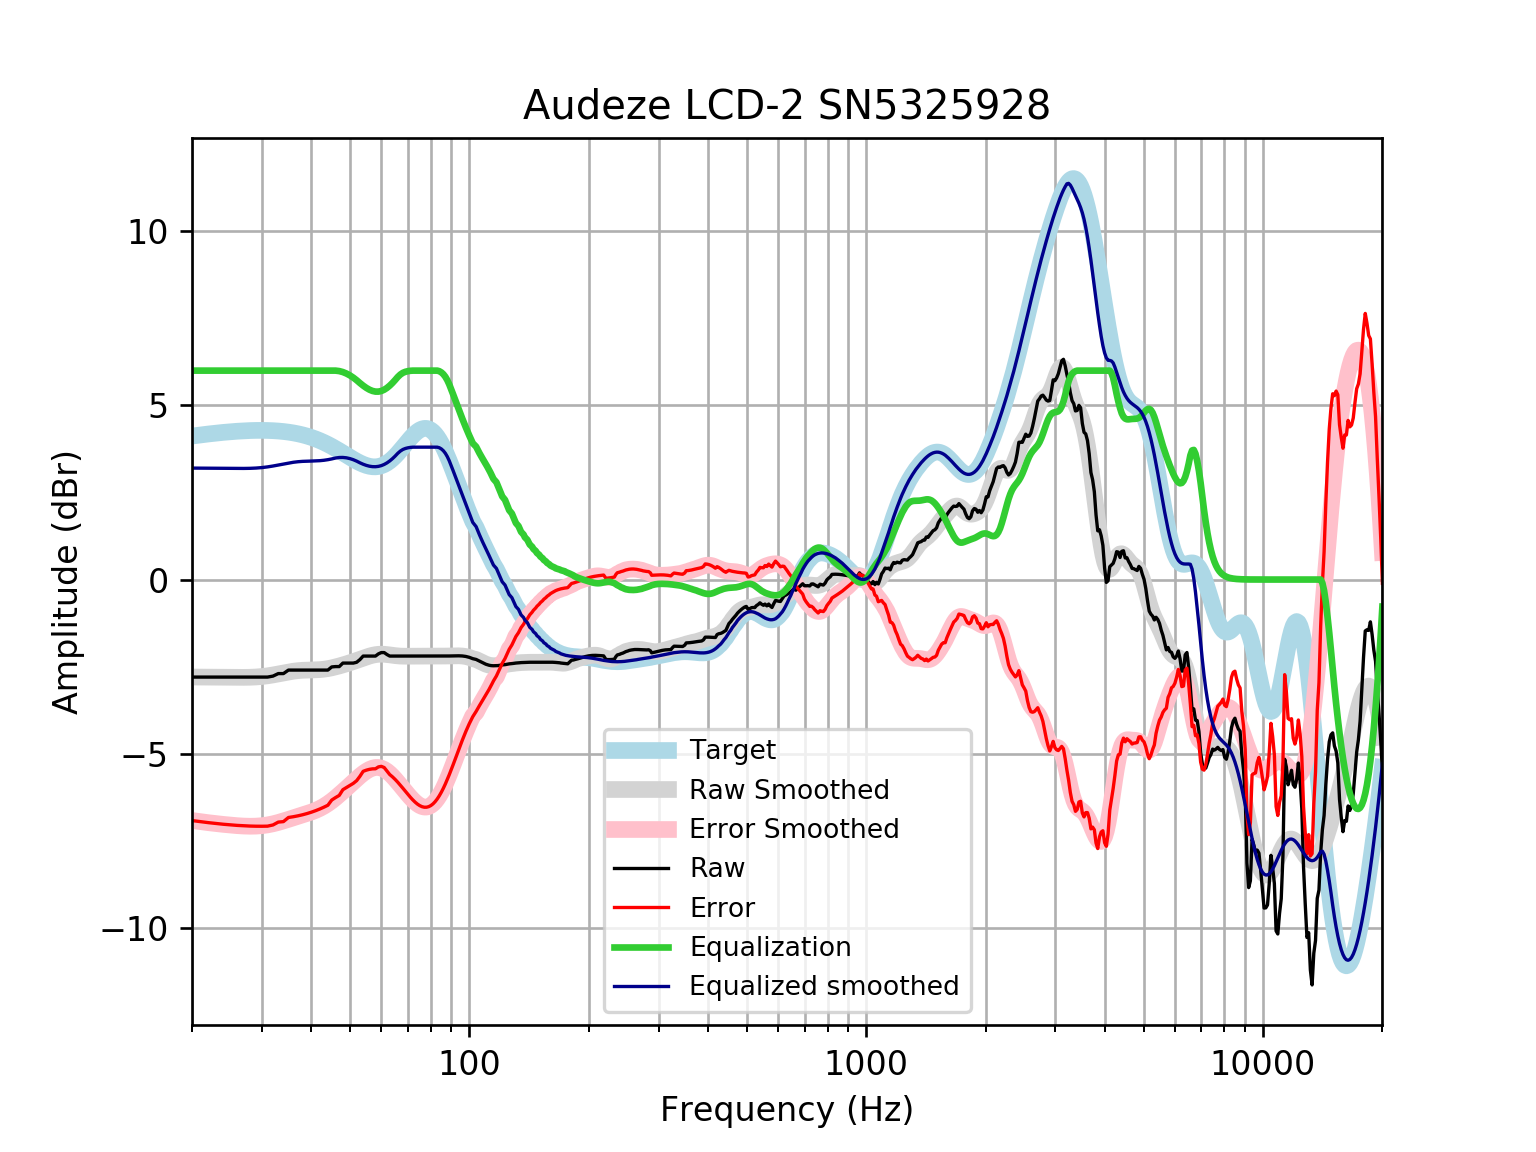 Audeze LCD-2 SN5325928
Amplitude (dBr)
10
5
0
−5
−10
Target
Raw Smoothed
Error Smoothed
Raw
Error
Equalization
Equalized smoothed
100
1000
10000
Frequency (Hz)